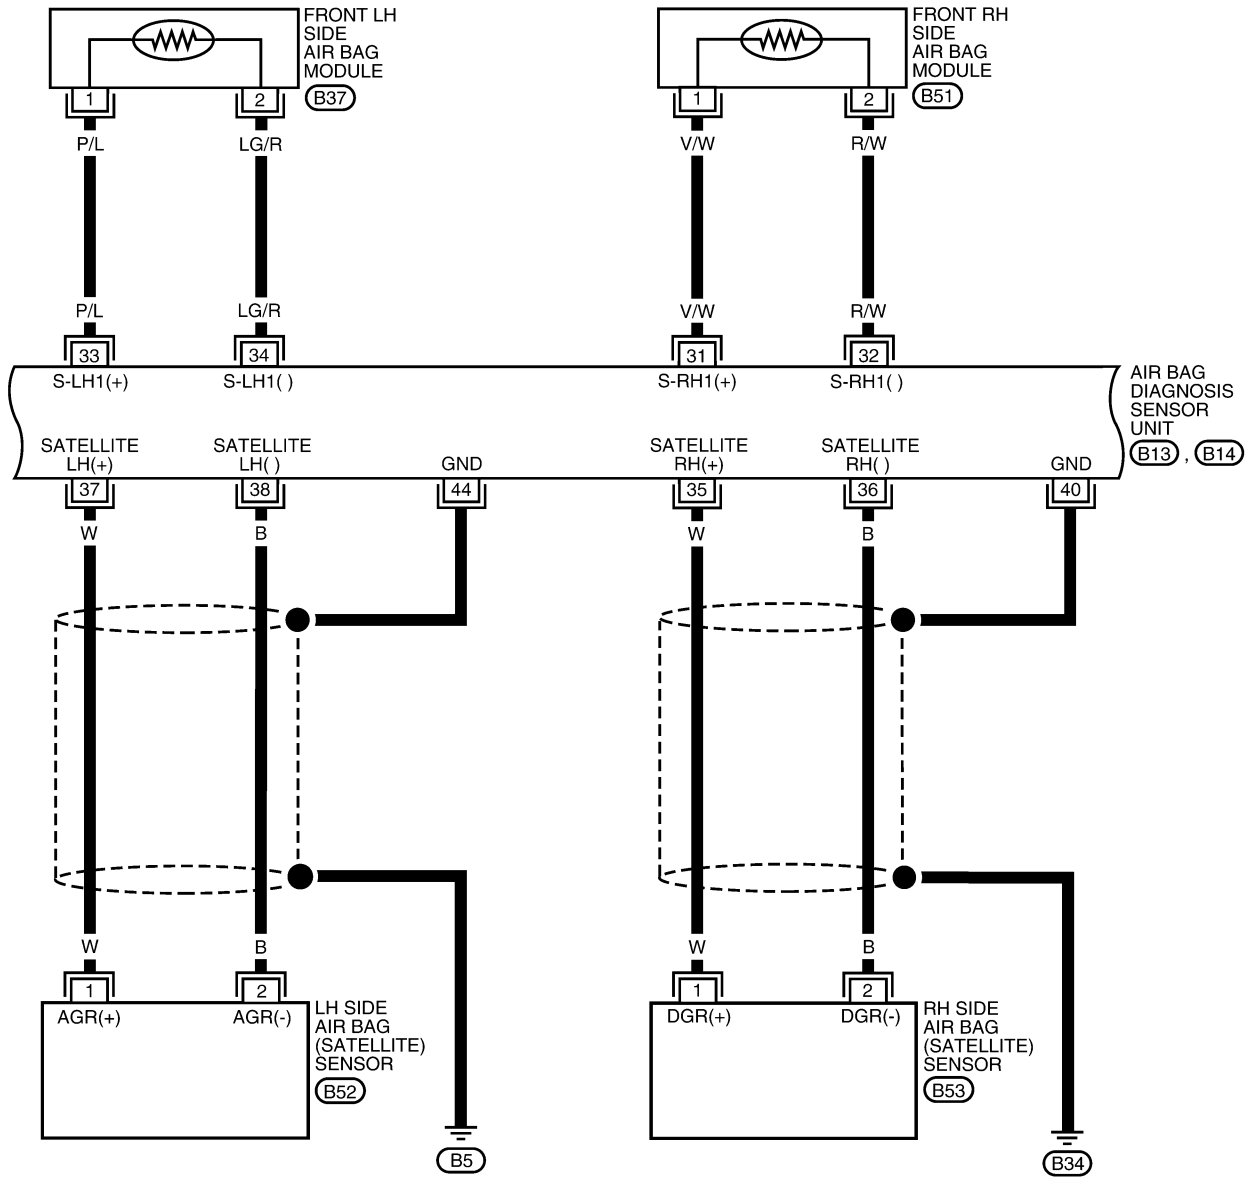 FRONT LH
SIDE
AIR BAG
MODULE
B37
1
2
P/L
LG/R
FRONT RH
SIDE
AIR BAG
MODULE
B51
1
2
V/W
R/W
P/L
LG/R
V/W
R/W
33
34
31
32
S-LH1(+)
S-LH1( )
S-RH1(+)
S-RH1( )
AIR BAG
DIAGNOSIS
SENSOR
UNIT
B13 , B14
SATELLITE
LH(+)
SATELLITE
LH( )
GND
SATELLITE
RH(+)
SATELLITE
RH( )
GND
37
38
44
35
36
40
W
B
W
B
W
B
W
B
1
2
AGR(+)
AGR(-)
LH SIDE
AIR BAG
(SATELLITE)
SENSOR
B52
1
2
DGR(+)
DGR(-)
RH SIDE
AIR BAG
(SATELLITE)
SENSOR
B53
B5
B34